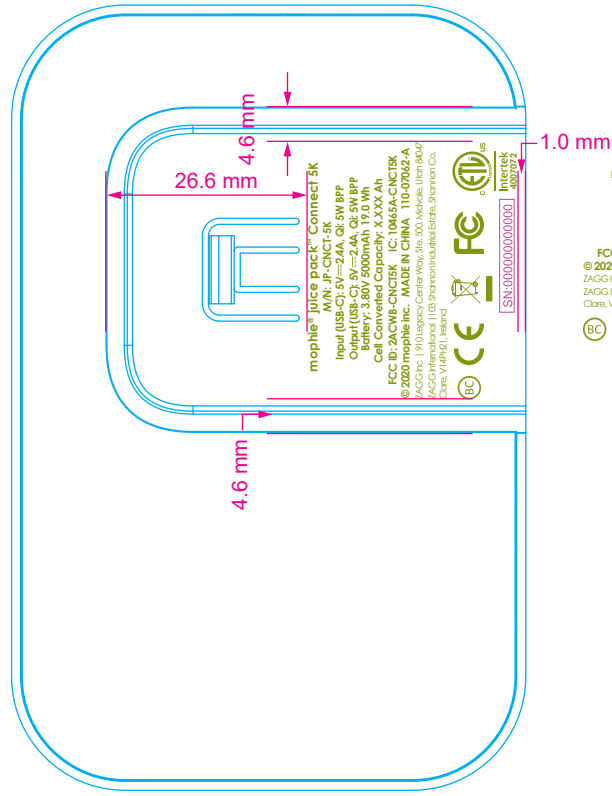 4.6 mm
26.6 mm
1.0 mm
4.6 mm
mophie® juice pack™ Connect 5K
M/N: JP-CNCT-5K
Input (USB-C): 5V⎓2.4A, Qi: 5W BPP
Output (USB-C): 5V⎓2.4A, Qi: 5W BPP
Battery: 3.80V 5000mAh 19.0 Wh
Cell Converted Capacity: X.XXX Ah
FCC ID: 2ACWB-CNCT5K IC: 10465A-CNCT5K
© 2020 mophie inc. MADE IN CHINA 110-07062-A
ZAGG Inc | 910 Legacy Center Way, Ste. 500, Midvale, Utah 84047
ZAGG International | 103 Shannon Industrial Estate, Shannon Co.
Clare, V14PH21, Ireland
BC CE FC
C ETL US
Intertek
4007072
SN:0000000000000
FCC
© 2020
ZAGG I
ZAGG I
Clare, V
BC